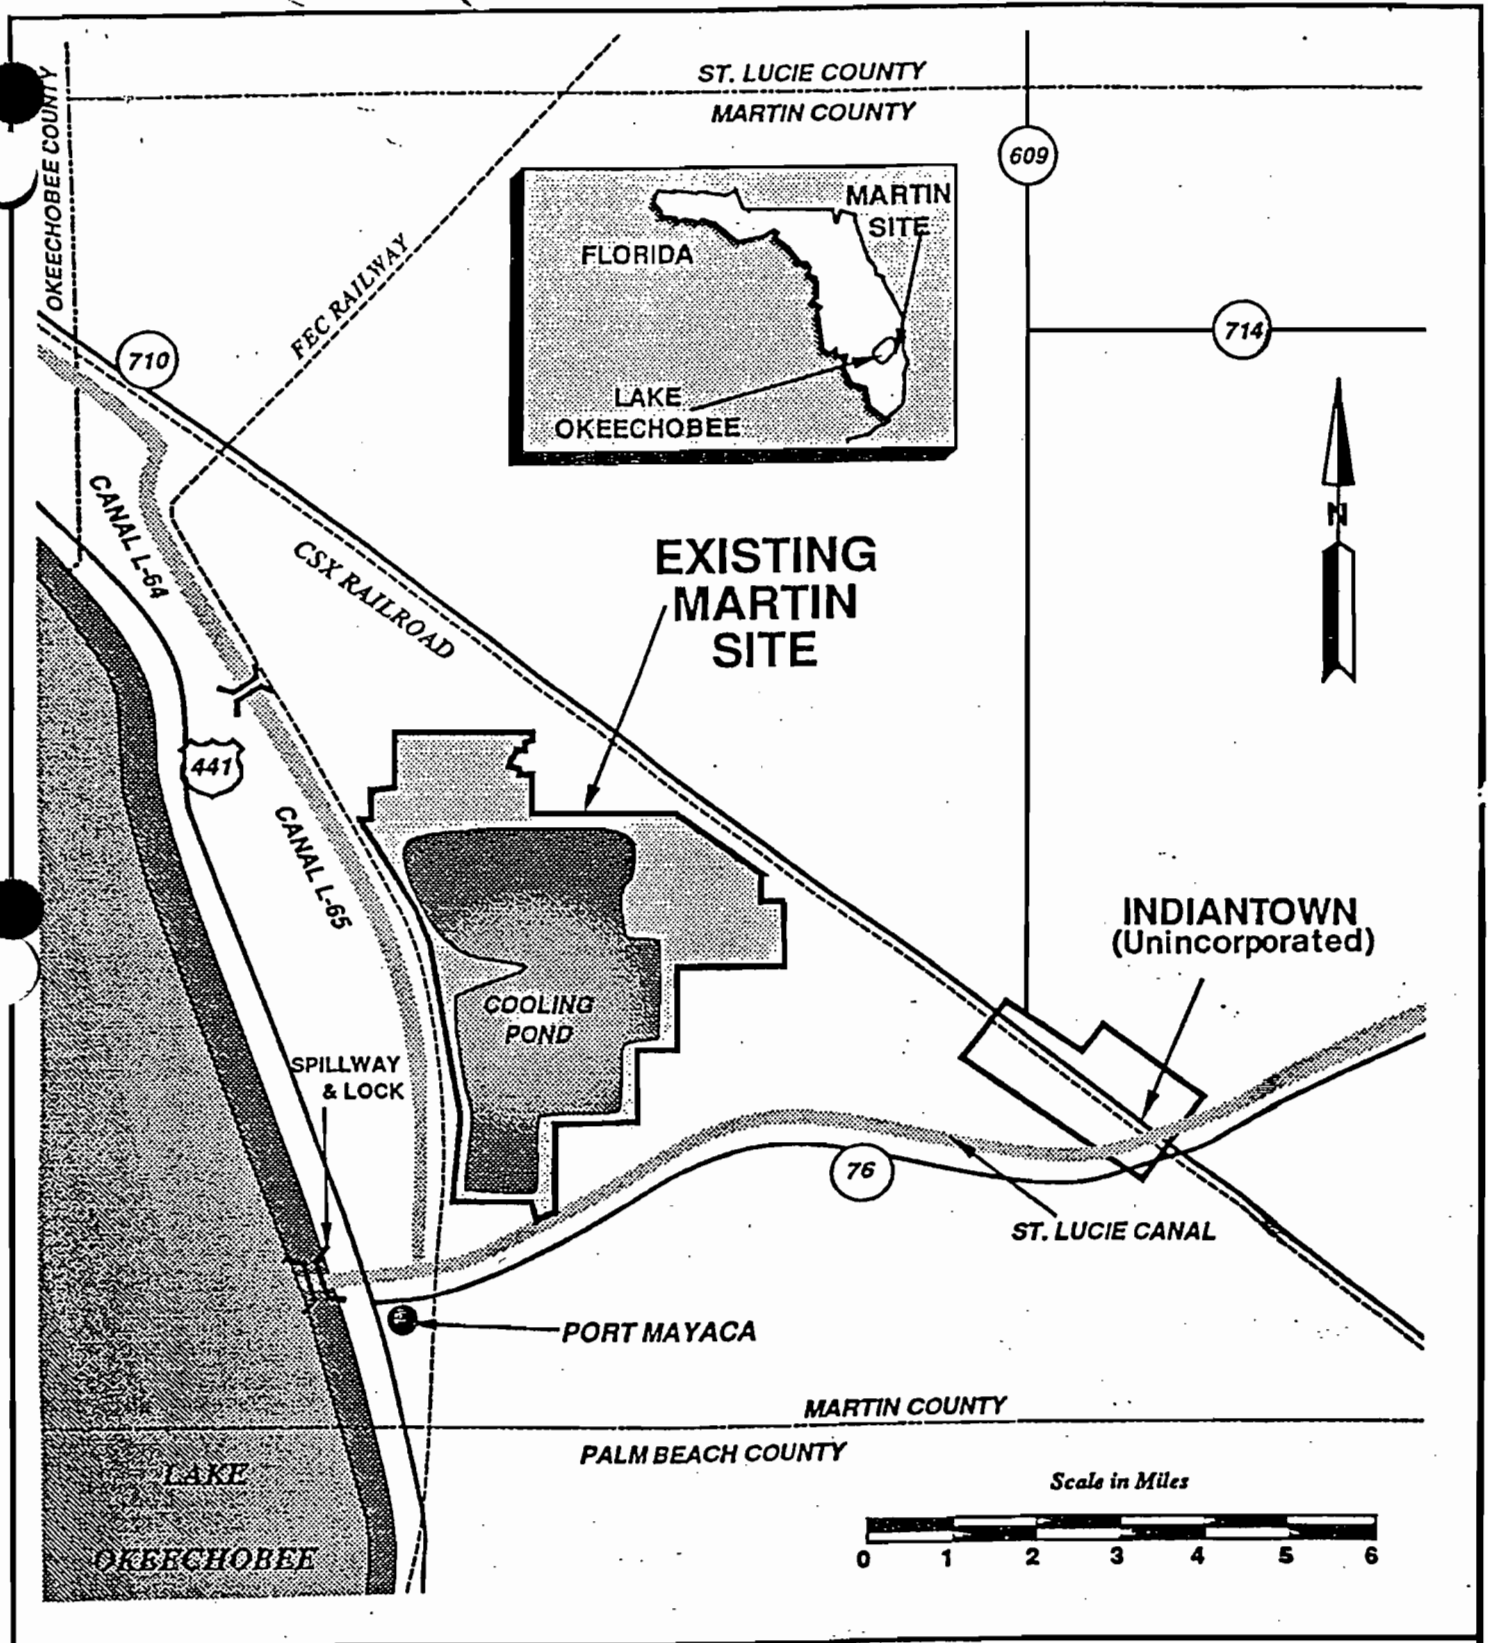 ST. LUCIE COUNTY
MARTIN COUNTY
OKEECHOBEE COUNTY
609
MARTIN
SITE
FLORIDA
LAKE
OKEECHOBEE
FEC RAILWAY
714
710
N
CANAL L-64
CSX RAILROAD
EXISTING
MARTIN
SITE
441
CANAL L-65
INDIANTOWN
(Unincorporated)
COOLING
POND
SPILLWAY
& LOCK
76
ST. LUCIE CANAL
PORT MAYACA
MARTIN COUNTY
PALM BEACH COUNTY
LAKE
OKEECHOBEE
Scale in Miles
0 1 2 3 4 5 6